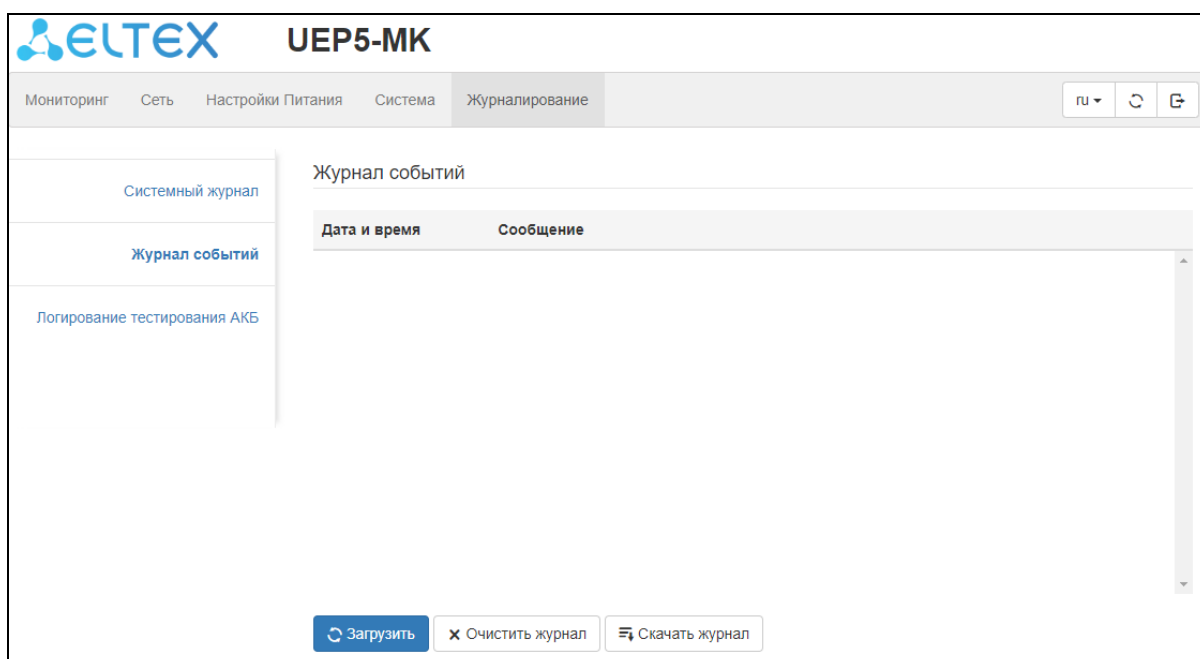 ELTEX UEP5-MK
Мониторинг Сеть Настройки Питания Система Журналирование ru
Системный журнал
Журнал событий
Логирование тестирования АКБ
Журнал событий
Дата и время Сообщение
Загрузить Очистить журнал Скачать журнал